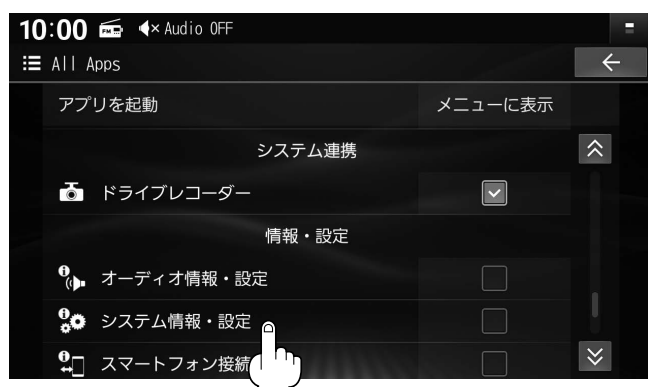 10:00 FM Audio OFF
All Apps
アプリを起動 メニューに表示
システム連携
ドライブレコーダー
情報・設定
オーディオ情報・設定
システム情報・設定
スマートフォン接続